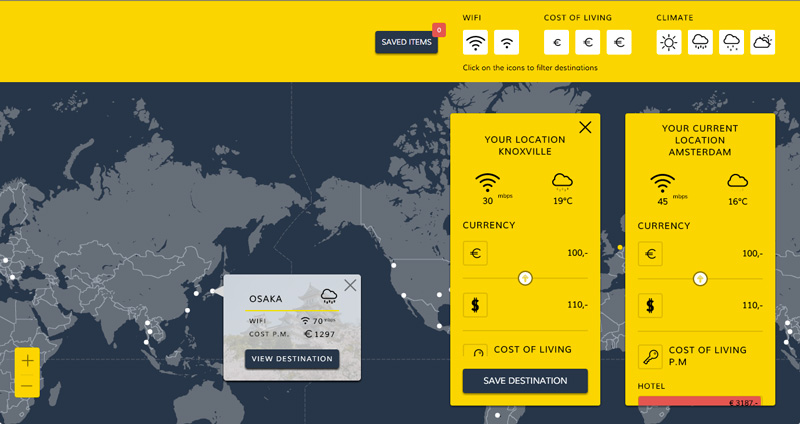 WIFI
COST OF LIVING
CLIMATE
0
SAVED ITEMS
€ € €
Click on the icons to filter destinations
YOUR LOCATION
KNOXVILLE
30 mbps
19°C
CURRENCY
€ 100,-
$ 110,-
COST OF LIVING
SAVE DESTINATION
YOUR CURRENT
LOCATION
AMSTERDAM
45 mbps
16°C
CURRENCY
€ 100,-
$ 110,-
COST OF LIVING
P.M
HOTEL
€ 3187,-
OSAKA
WIFI 70 mbps
COST P.M. €1297
VIEW DESTINATION
+
−